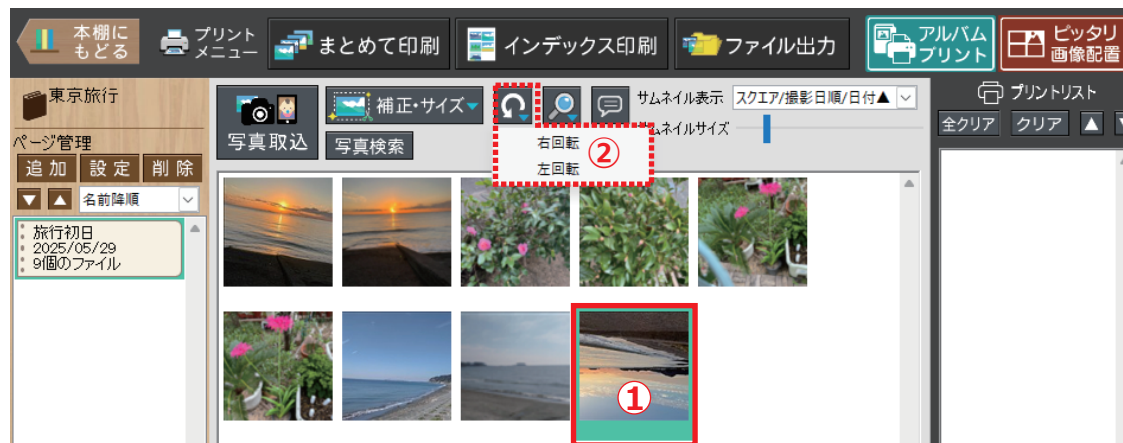 本棚に
もどる
プリント
メニュー
まとめて印刷
インデックス印刷
ファイル出力
アルバム
プリント
ピッタリ
画像配置
東京旅行
ページ管理
追加 設定 削除
名前降順
旅行初日
2025/05/29
9個のファイル
写真取込
補正・サイズ
写真検索
サムネイル表示 スクエア/撮影日順/日付▲
サムネイルサイズ
右回転
左回転
②
①
プリントリスト
全クリア クリア ▲ ▼